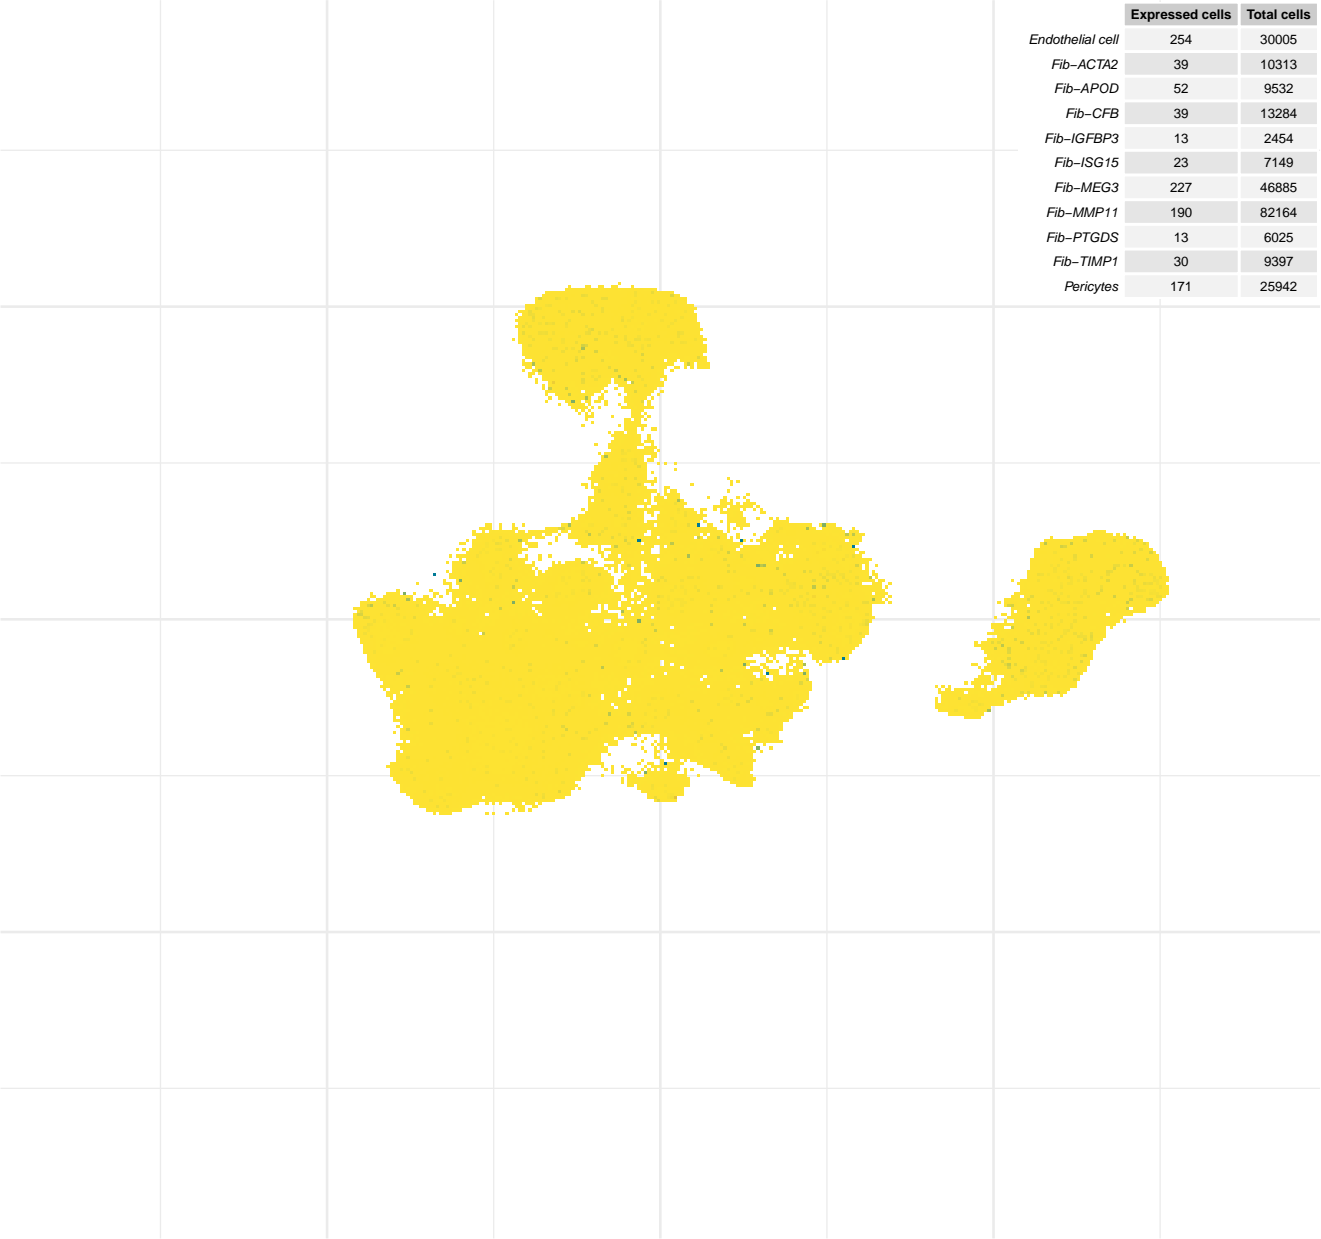 Expressed cells Total cells
Endothelial cell 254 30005
Fib−ACTA2 39 10313
Fib−APOD 52 9532
Fib−CFB 39 13284
Fib−IGFBP3 13 2454
Fib−ISG15 23 7149
Fib−MEG3 227 46885
Fib−MMP11 190 82164
Fib−PTGDS 13 6025
Fib−TIMP1 30 9397
Pericytes 171 25942